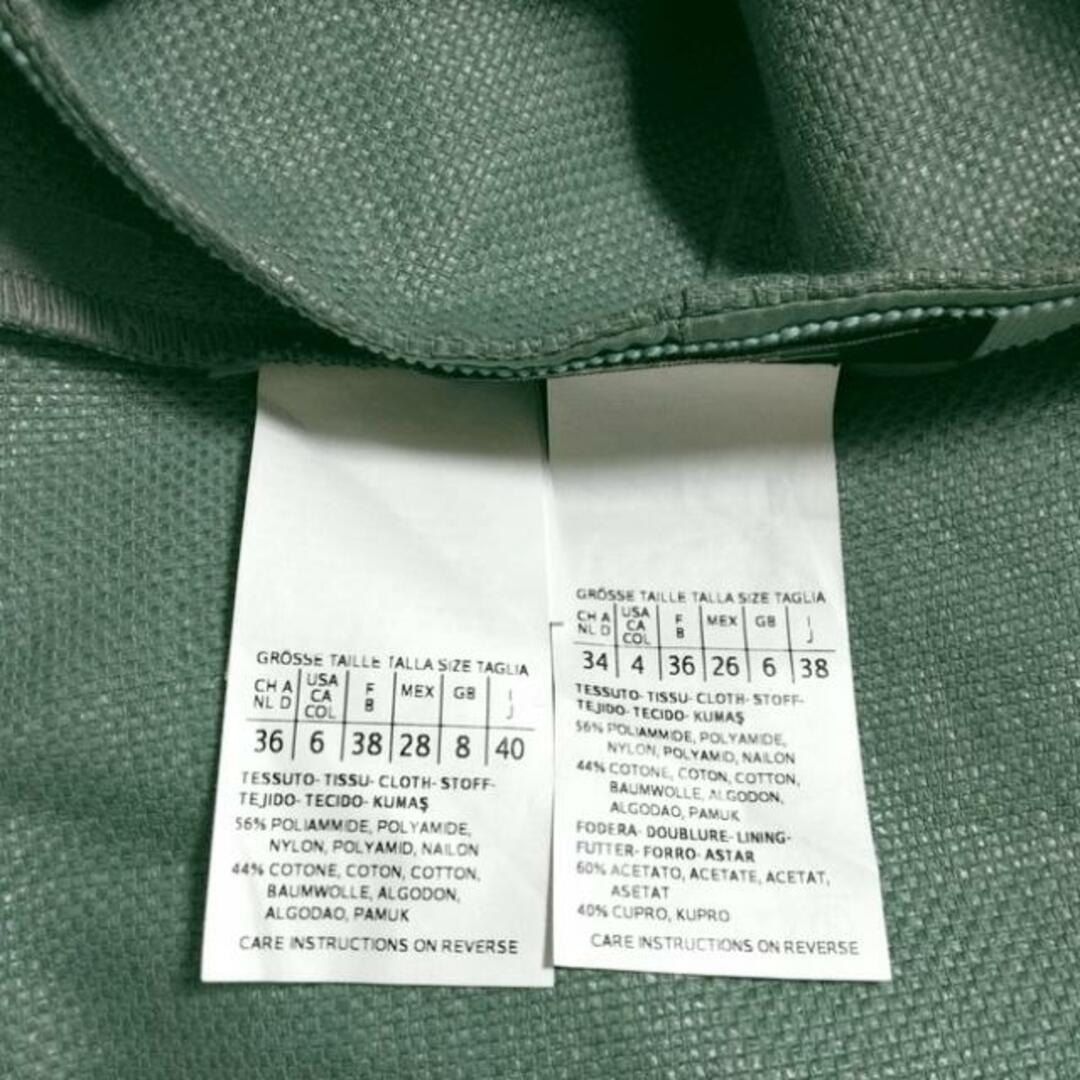 GRÖSSE TAILLE TALLA SIZE TAGLIA
CH A USA F MEX GB I
NL D CA B J
COL
36 6 38 28 8 40
TESSUTO- TISSU- CLOTH- STOFF-
TEJIDO- TECIDO- KUMAŞ
56% POLIAMMIDE, POLYAMIDE,
NYLON, POLYAMID, NAILON
44% COTONE, COTON, COTTON,
BAUMWOLLE, ALGODON,
ALGODAO, PAMUK
CARE INSTRUCTIONS ON REVERSE
GRÖSSE TAILLE TALLA SIZE TAGLIA
CH A USA F MEX GB I
NL D CA B J
COL
34 4 36 26 6 38
TESSUTO- TISSU- CLOTH- STOFF-
TEJIDO- TECIDO- KUMAŞ
56% POLIAMMIDE, POLYAMIDE,
NYLON, POLYAMID, NAILON
44% COTONE, COTON, COTTON,
BAUMWOLLE, ALGODON,
ALGODAO, PAMUK
FODERA- DOUBLURE- LINING-
FUTTER- FORRO- ASTAR
60% ACETATO, ACETATE, ACETAT,
ASETAT
40% CUPRO, KUPRO
CARE INSTRUCTIONS ON REVERSE